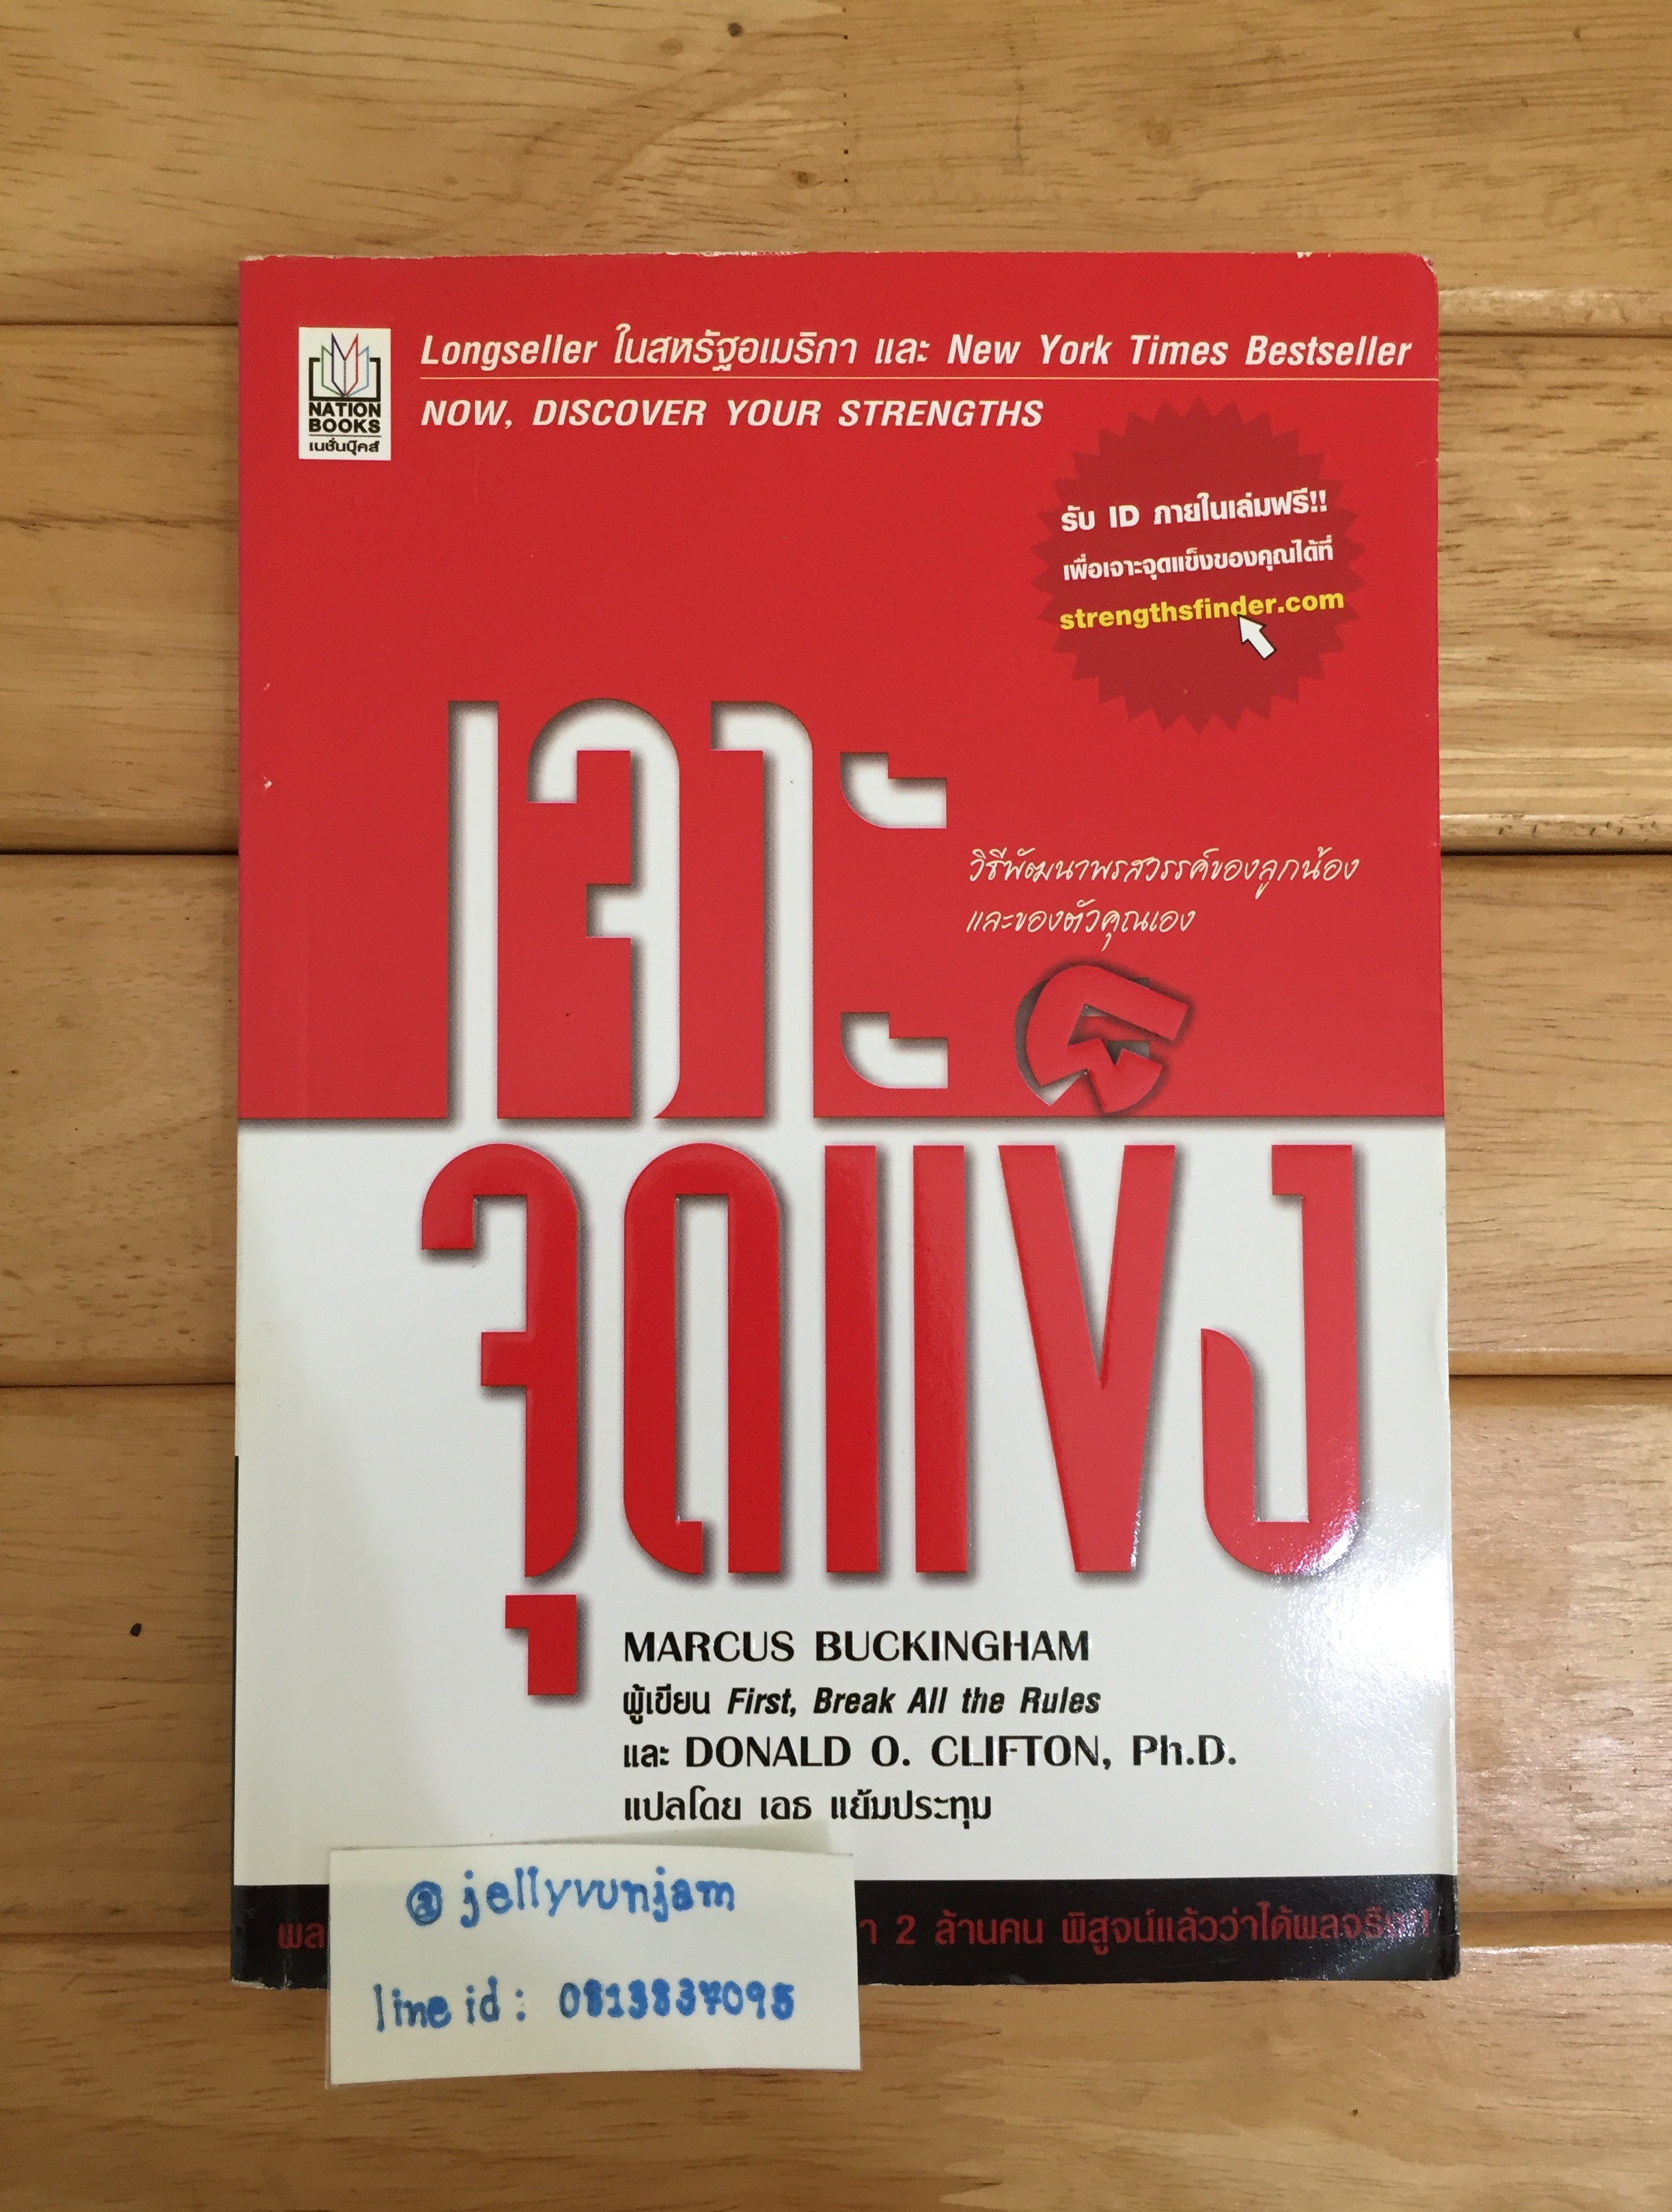 Longseller ในสหรัฐอเมริกา และ New York Times Bestseller
NOW, DISCOVER YOUR STRENGTHS
NATION
BOOKS
เนชั่นบุ๊คส์
รับ ID ภายในเล่มฟรี!!
เพื่อเจาะจุดแข็งของคุณได้ที่
strengthsfinder.com
เจาะ
วิธีพัฒนาพรสวรรค์ของลูกน้อง
และของตัวคุณเอง
จุดแข็ง
MARCUS BUCKINGHAM
ผู้เขียน First, Break All the Rules
และ DONALD O. CLIFTON, Ph.D.
แปลโดย เอธ แย้มประทุม
2 ล้านคน พิสูจน์แล้วว่าได้ผลจริง!
@jellyvunjam
line id : 0813837095